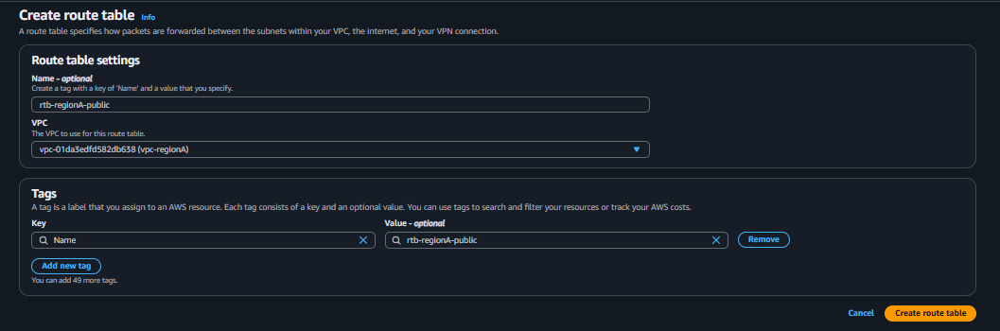 Create route table Info
A route table specifies how packets are forwarded between the subnets within your VPC, the internet, and your VPN connection.
Route table settings
Name - optional
Create a tag with a key of 'Name' and a value that you specify.
rtb-regionA-public
VPC
The VPC to use for this route table.
vpc-01da3edfd582db638 (vpc-regionA)
Tags
A tag is a label that you assign to an AWS resource. Each tag consists of a key and an optional value. You can use tags to search and filter your resources or track your AWS costs.
Key Value - optional
Name rtb-regionA-public Remove
Add new tag
You can add 49 more tags.
Cancel Create route table